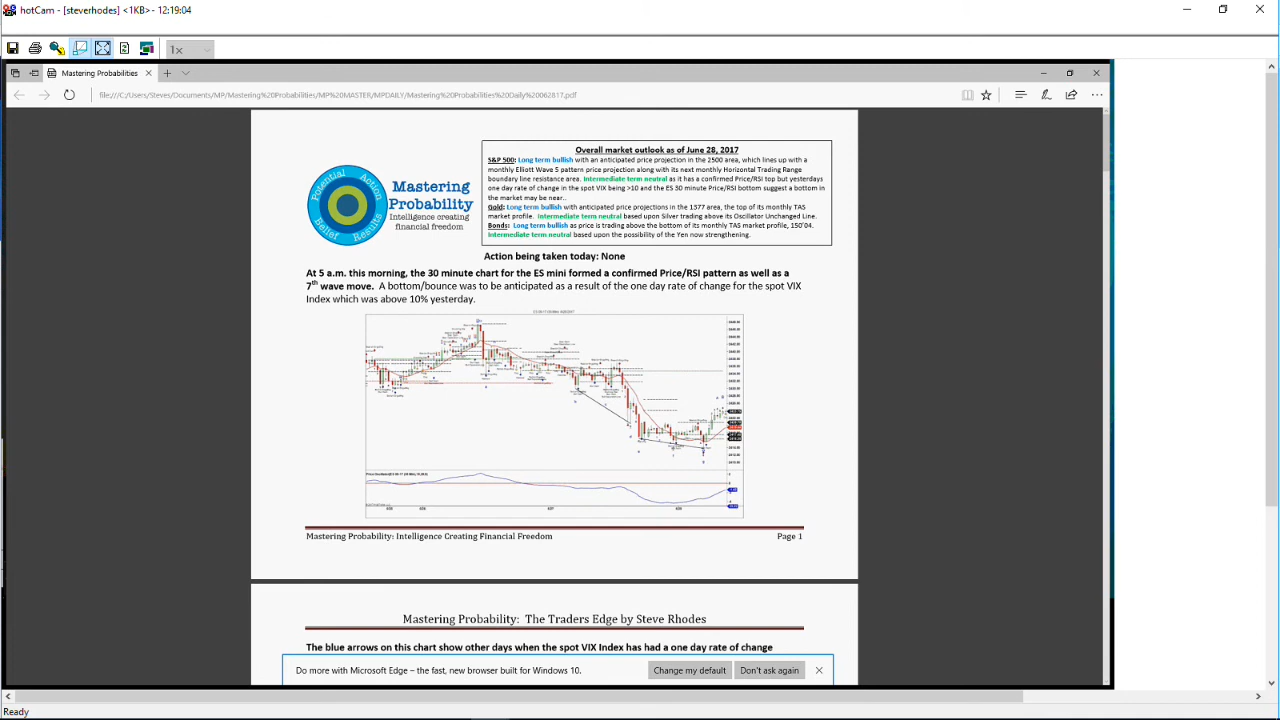 hotCam - [steverhodes] <1KB> - 12:19:04
1x
Mastering Probabilities
file:///C:/Users/Steves/Documents/MP/Mastering%20Probabilities/MP%20MASTER/MPDAILY/Mastering%20Probabilities%20Daily%20062817.pdf
Potential Action
Beliefs Results
Mastering
Probability
Intelligence creating
financial freedom
Overall market outlook as of June 28, 2017
S&P 500: Long term bullish with an anticipated price projection in the 2500 area, which lines up with a
monthly Elliott Wave 5 pattern price projection along with its next monthly Horizontal Trading Range
boundary line resistance area. Intermediate term neutral as it has a confirmed Price/RSI top but yesterdays
one day rate of change in the spot VIX being >10 and the ES 30 minute Price/RSI bottom suggest a bottom in
the market may be near..
Gold: Long term bullish with anticipated price projections in the 1377 area, the top of its monthly TAS
market profile. Intermediate term neutral based upon Silver trading above its Oscillator Unchanged Line.
Bonds: Long term bullish as price is trading above the bottom of its monthly TAS market profile, 150'04.
Intermediate term neutral based upon the possibility of the Yen now strengthening.
Action being taken today: None
At 5 a.m. this morning, the 30 minute chart for the ES mini formed a confirmed Price/RSI pattern as well as a
7th wave move. A bottom/bounce was to be anticipated as a result of the one day rate of change for the spot VIX
Index which was above 10% yesterday.
Mastering Probability: Intelligence Creating Financial Freedom Page 1
Mastering Probability: The Traders Edge by Steve Rhodes
The blue arrows on this chart show other days when the spot VIX Index has had a one day rate of change
Do more with Microsoft Edge – the fast, new browser built for Windows 10. Change my default Don't ask again
Ready